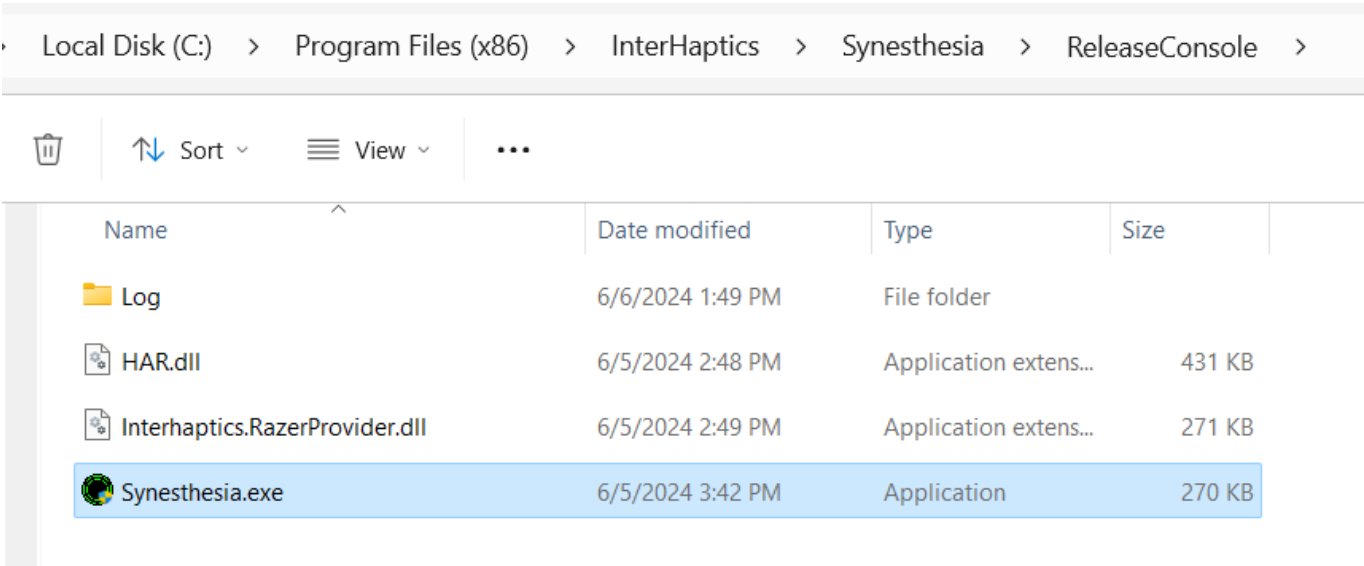 Local Disk (C:) > Program Files (x86) > InterHaptics > Synesthesia > ReleaseConsole >
Sort View ...
Name Date modified Type Size
Log 6/6/2024 1:49 PM File folder
HAR.dll 6/5/2024 2:48 PM Application extens... 431 KB
Interhaptics.RazerProvider.dll 6/5/2024 2:49 PM Application extens... 271 KB
Synesthesia.exe 6/5/2024 3:42 PM Application 270 KB